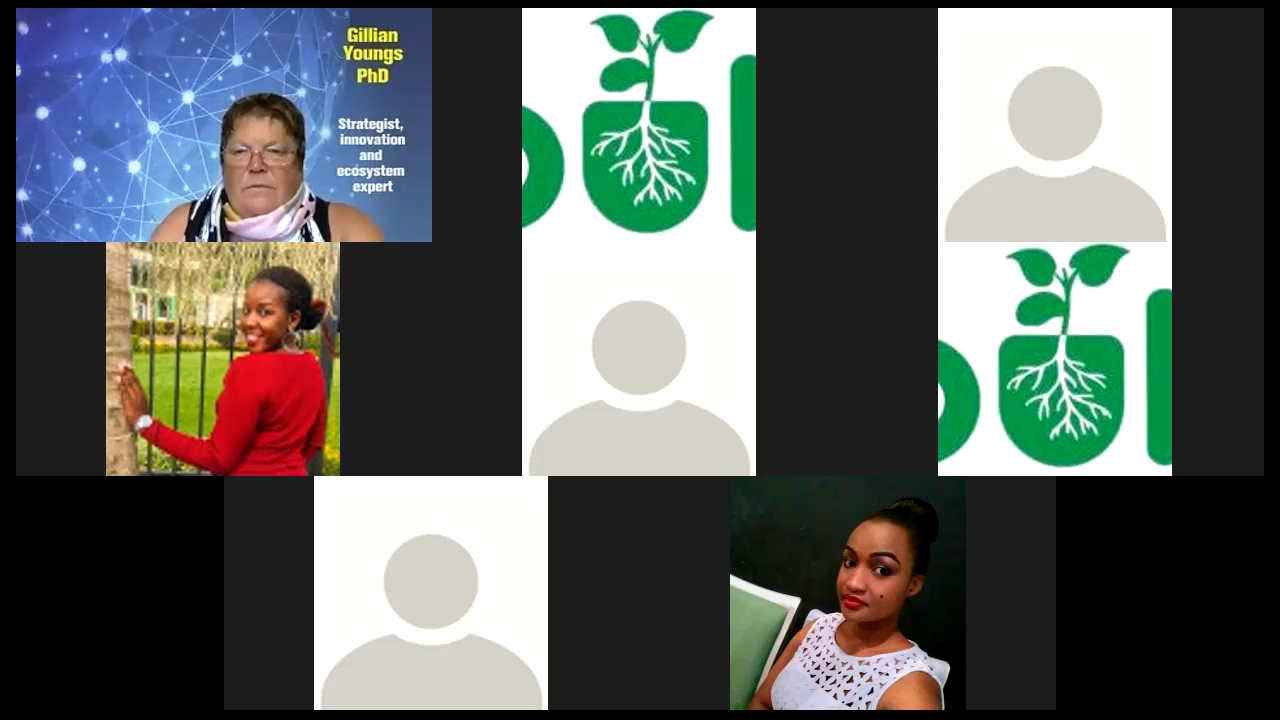 Gillian
Youngs
PhD
Strategist,
innovation
and
ecosystem
expert